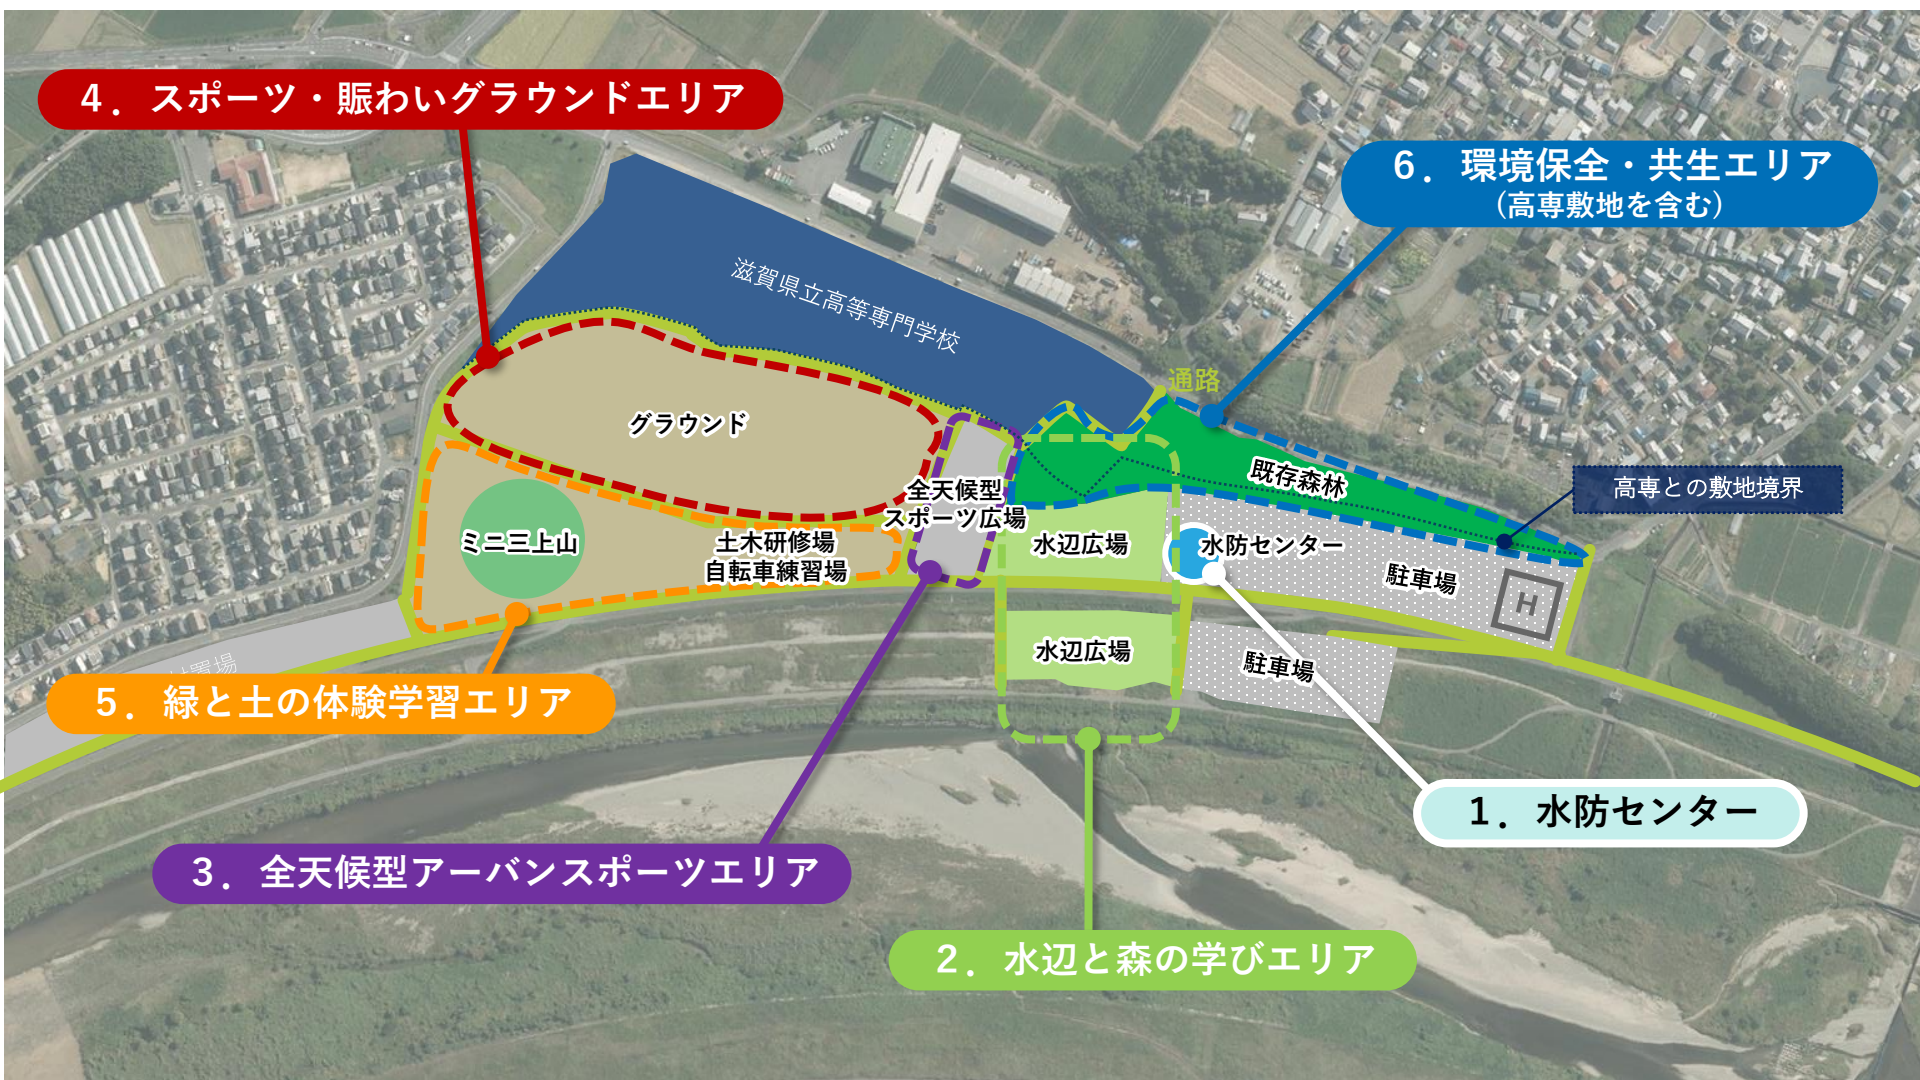 4．スポーツ・賑わいグラウンドエリア
6．環境保全・共生エリア
（高専敷地を含む）
滋賀県立高等専門学校
通路
グラウンド
既存森林
高専との敷地境界
全天候型
スポーツ広場
ミニ三上山
土木研修場
自転車練習場
水辺広場
水防センター
駐車場
H
水辺広場
駐車場
置場
5．緑と土の体験学習エリア
1．水防センター
3．全天候型アーバンスポーツエリア
2．水辺と森の学びエリア